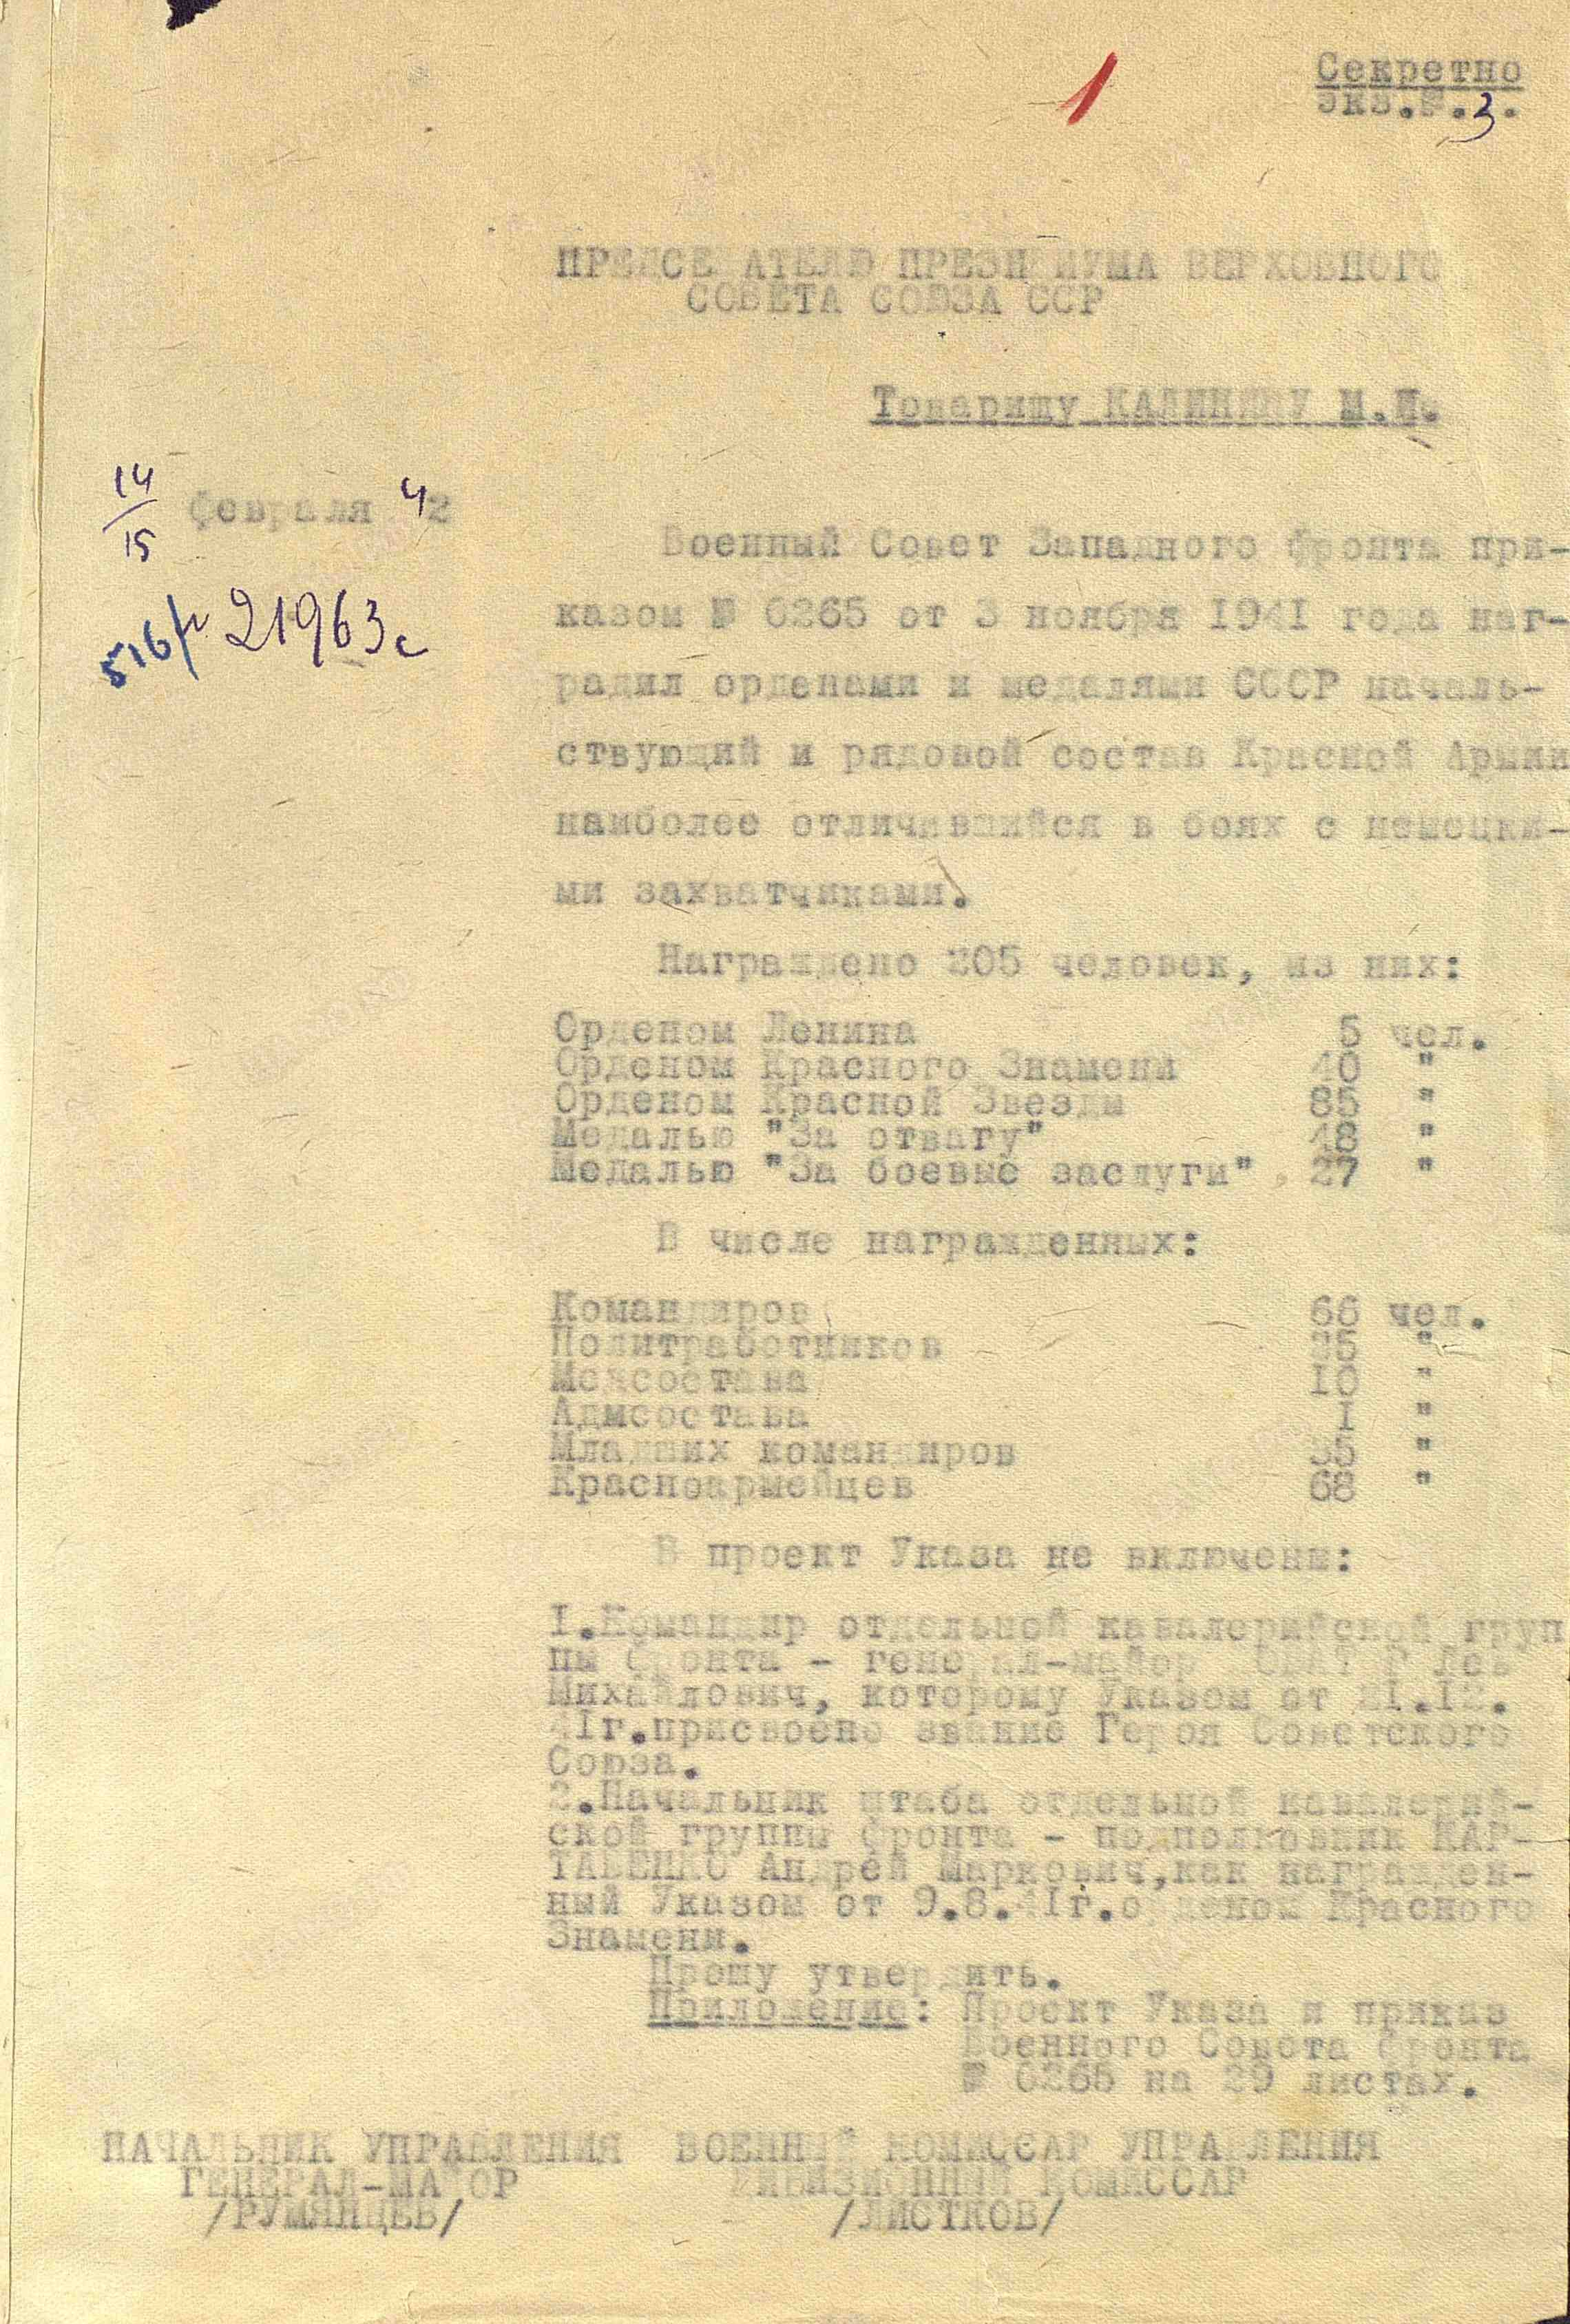 1
Секретно
экз.№.3.
ПРЕДСЕДАТЕЛЮ ПРЕЗИДИУМА ВЕРХОВНОГО
СОВЕТА СОЮЗА ССР
Товарищу КАЛИНИНУ М.И.
14
15
февраля 42
516/н 21963с
Военный Совет Западного фронта при-
казом № 0265 от 3 ноября 1941 года наг-
радил орденами и медалями СССР началь-
ствующий и рядовой состав Красной Армии
наиболее отличившийся в боях с немецки-
ми захватчиками.
Награждено 205 человек, из них:
Орденом Ленина 5 чел.
Орденом Красного Знамени 40 "
Орденом Красной Звезды 85 "
Медалью "За отвагу" 48 "
Медалью "За боевые заслуги" 27 "
В числе награжденных:
Командиров 66 чел.
Политработников 25 "
Медсостава 10 "
Адмсостава 1 "
Младших командиров 35 "
Красноармейцев 68 "
В проект Указа не включены:
1.Командир отдельной кавалерийской груп
пы фронта - генерал-майор Лев
Михайлович, которому Указом от 21.12.
41г.присвоено звание Героя Советского
Союза.
2.Начальник штаба отдельной кавалерий-
ской группы фронта - подполковник КАР-
ТАВЕНКО Андрей Маркович,как награжден-
ный Указом от 9.8.41г.орденом Красного
Знамени.
Прошу утвердить.
Приложение: Проект Указа и приказ
Военного Совета фронта
№ 0265 на 29 листах.
НАЧАЛЬНИК УПРАВЛЕНИЯ ВОЕННЫЙ КОМИССАР УПРАВЛЕНИЯ
ГЕНЕРАЛ-МАЙОР ДИВИЗИОННЫЙ КОМИССАР
/РУМЯНЦЕВ/ /ЛИСТКОВ/